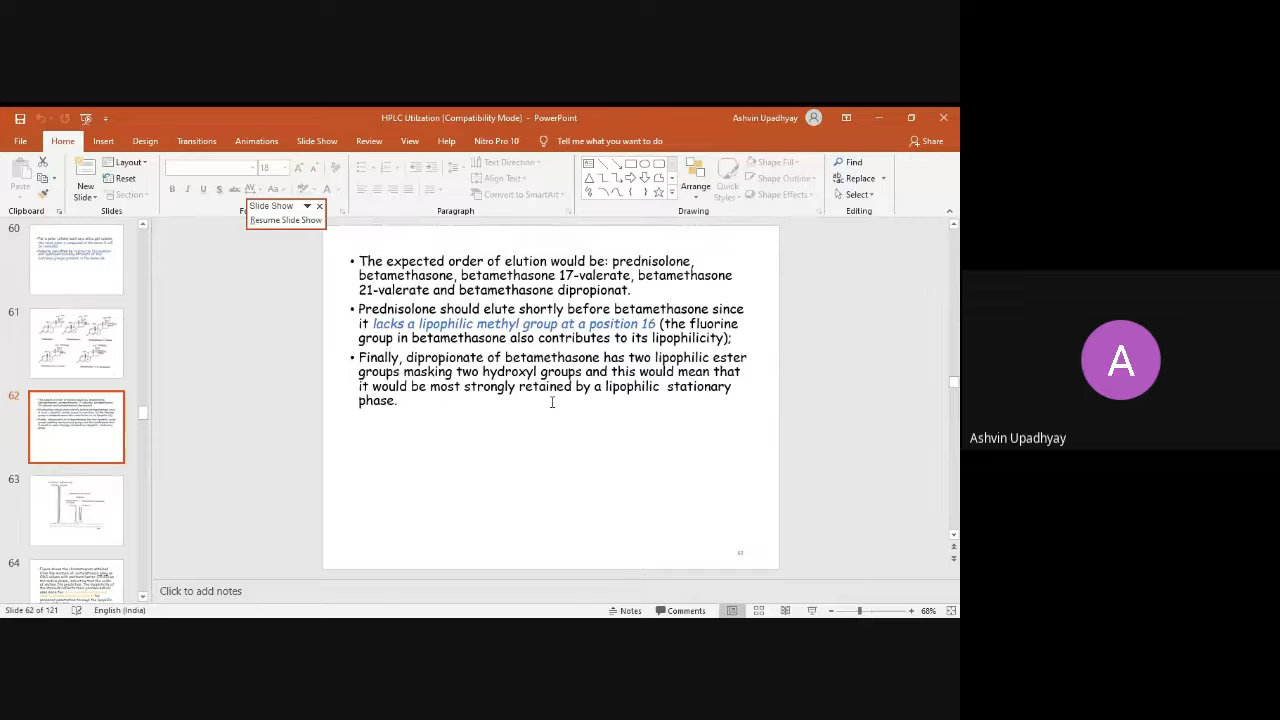 HPLC Utilzation [Compatibility Mode] - PowerPoint
Ashvin Upadhyay
File Home Insert Design Transitions Animations Slide Show Review View Help Nitro Pro 10 Tell me what you want to do Share
Paste
New
Slide
Layout
Reset
Section
18
Text Direction
Align Text
Convert to SmartArt
Arrange
Quick
Styles
Shape Fill
Shape Outline
Shape Effects
Find
Replace
Select
Clipboard Slides Paragraph Drawing Editing
Slide Show
Resume Slide Show
60
61
62
63
64
• The expected order of elution would be: prednisolone,
betamethasone, betamethasone 17-valerate, betamethasone
21-valerate and betamethasone dipropionat.
• Prednisolone should elute shortly before betamethasone since
it lacks a lipophilic methyl group at a position 16 (the fluorine
group in betamethasone also contributes to its lipophilicity);
• Finally, dipropionate of betamethasone has two lipophilic ester
groups masking two hydroxyl groups and this would mean that
it would be most strongly retained by a lipophilic stationary
phase.
62
Click to add notes
Slide 62 of 121 English (India) Notes Comments 68%
A
Ashvin Upadhyay